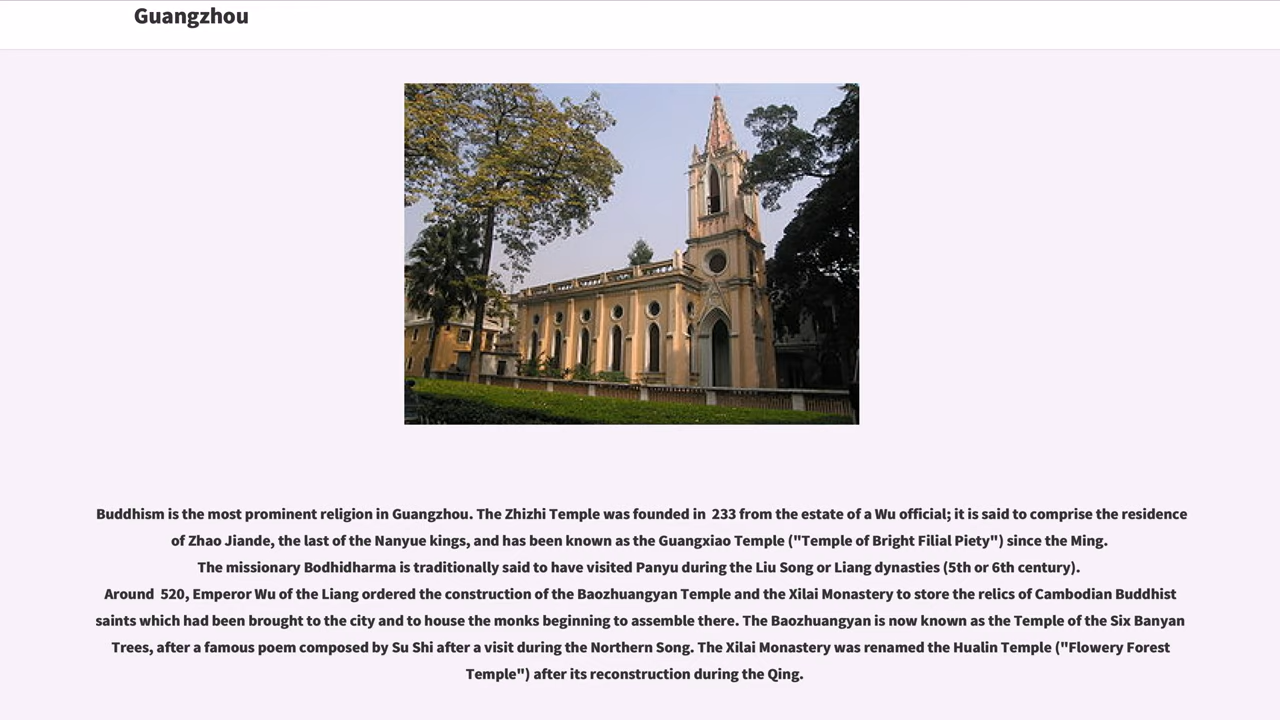 Guangzhou
Buddhism is the most prominent religion in Guangzhou. The Zhizhi Temple was founded in  233 from the estate of a Wu official; it is said to comprise the residence
of Zhao Jiande, the last of the Nanyue kings, and has been known as the Guangxiao Temple ("Temple of Bright Filial Piety") since the Ming.
The missionary Bodhidharma is traditionally said to have visited Panyu during the Liu Song or Liang dynasties (5th or 6th century).
Around  520, Emperor Wu of the Liang ordered the construction of the Baozhuangyan Temple and the Xilai Monastery to store the relics of Cambodian Buddhist
saints which had been brought to the city and to house the monks beginning to assemble there. The Baozhuangyan is now known as the Temple of the Six Banyan
Trees, after a famous poem composed by Su Shi after a visit during the Northern Song. The Xilai Monastery was renamed the Hualin Temple ("Flowery Forest
Temple") after its reconstruction during the Qing.